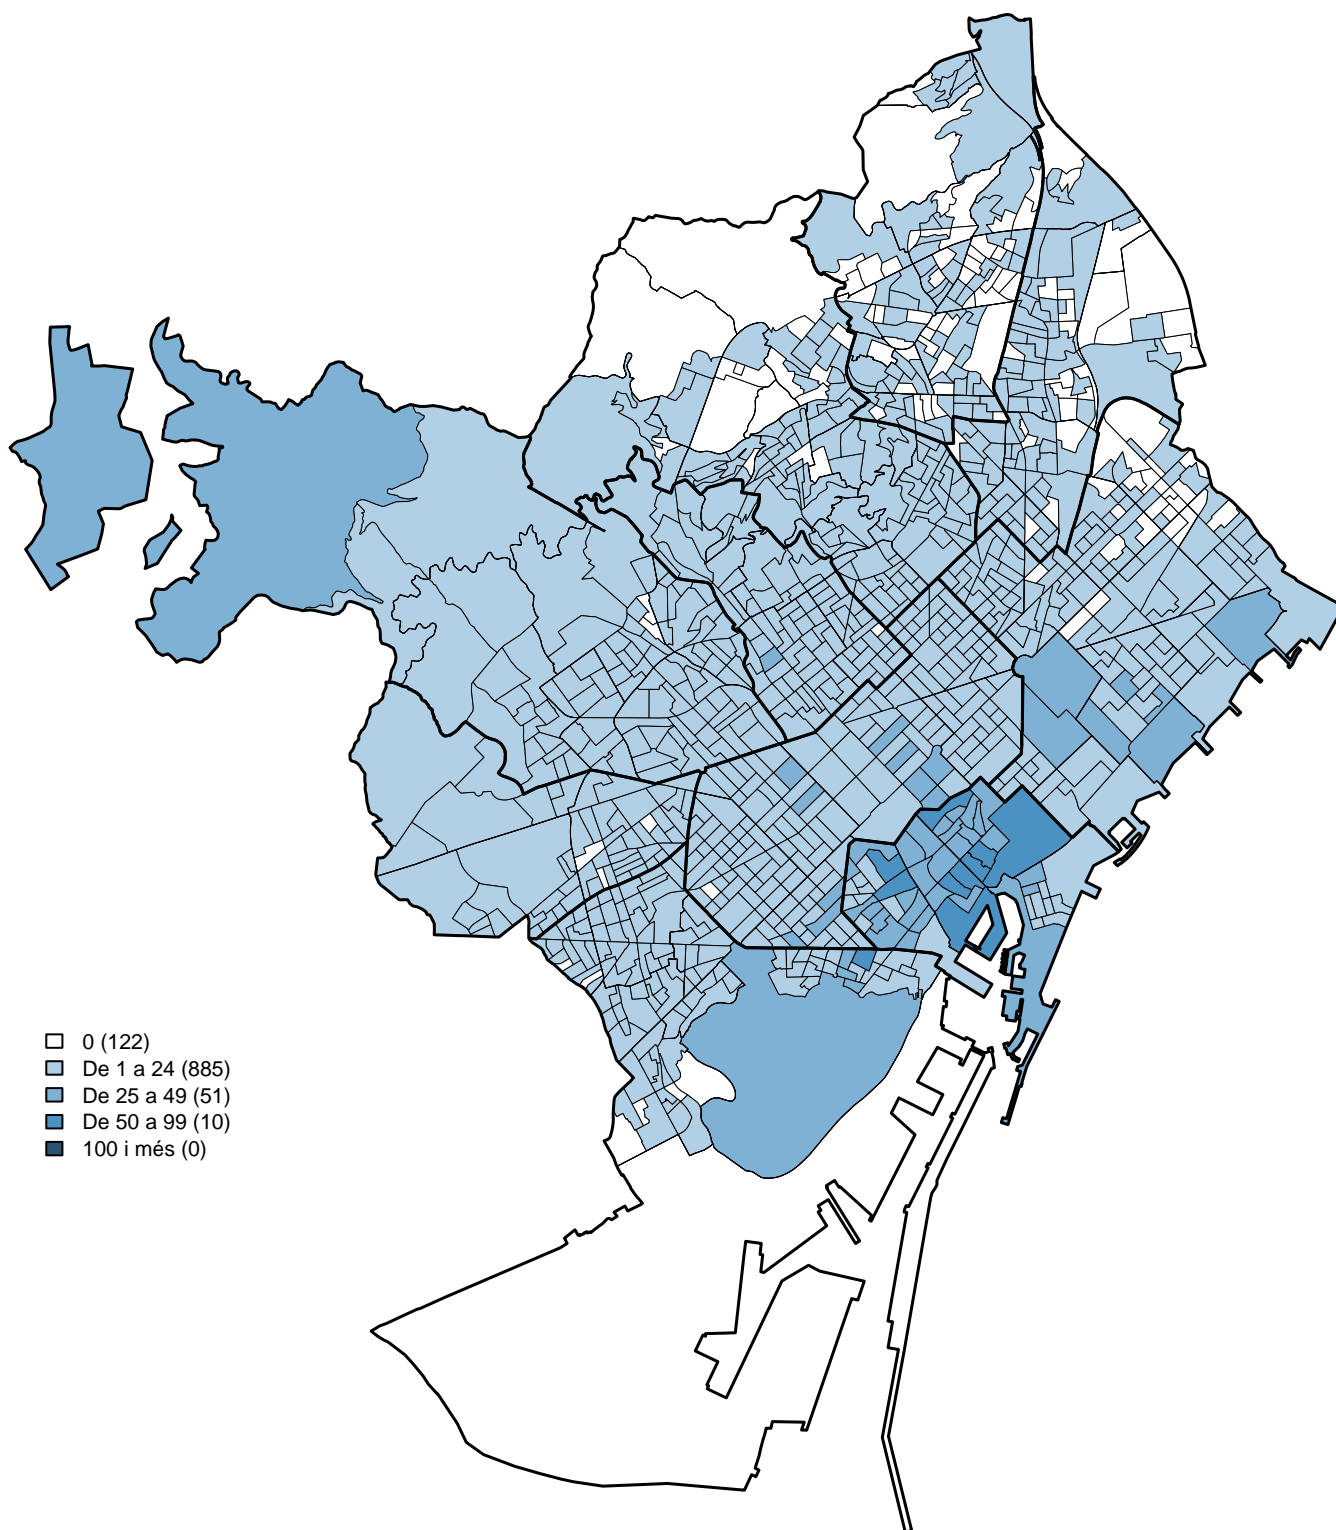 0 (122)
De 1 a 24 (885)
De 25 a 49 (51)
De 50 a 99 (10)
100 i més (0)